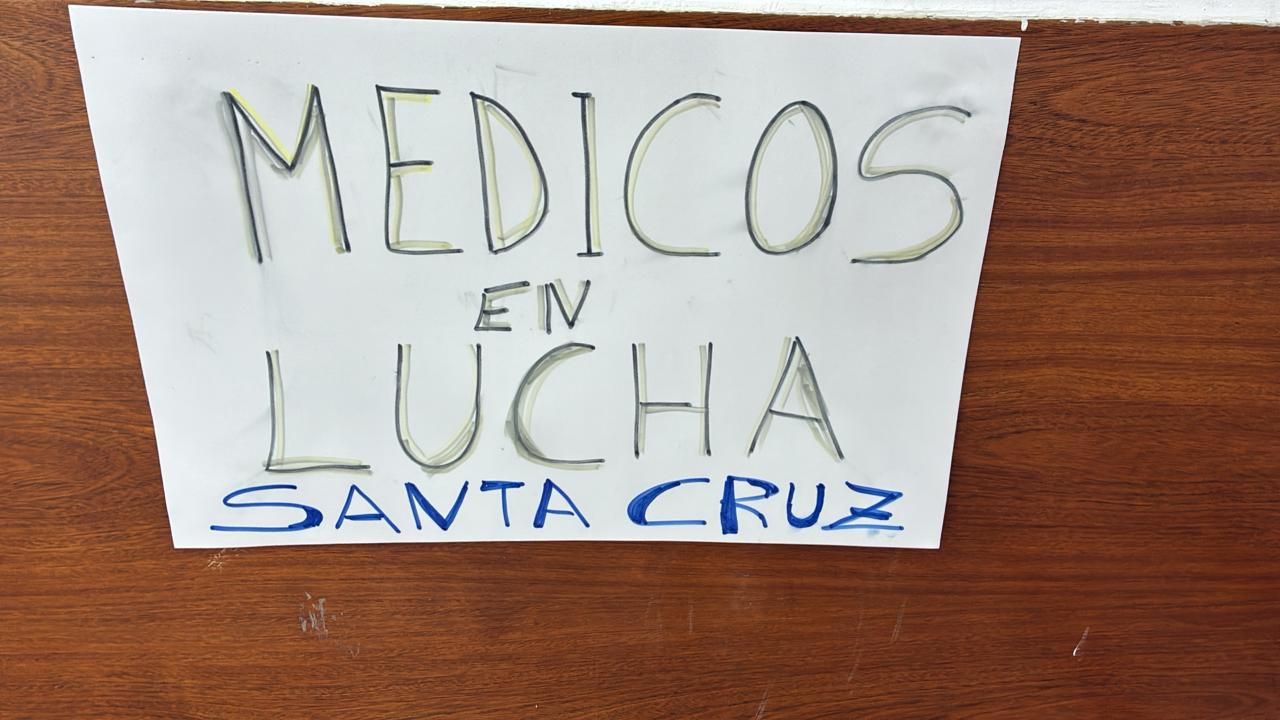 MEDICOS
EN
LUCHA
SANTA CRUZ